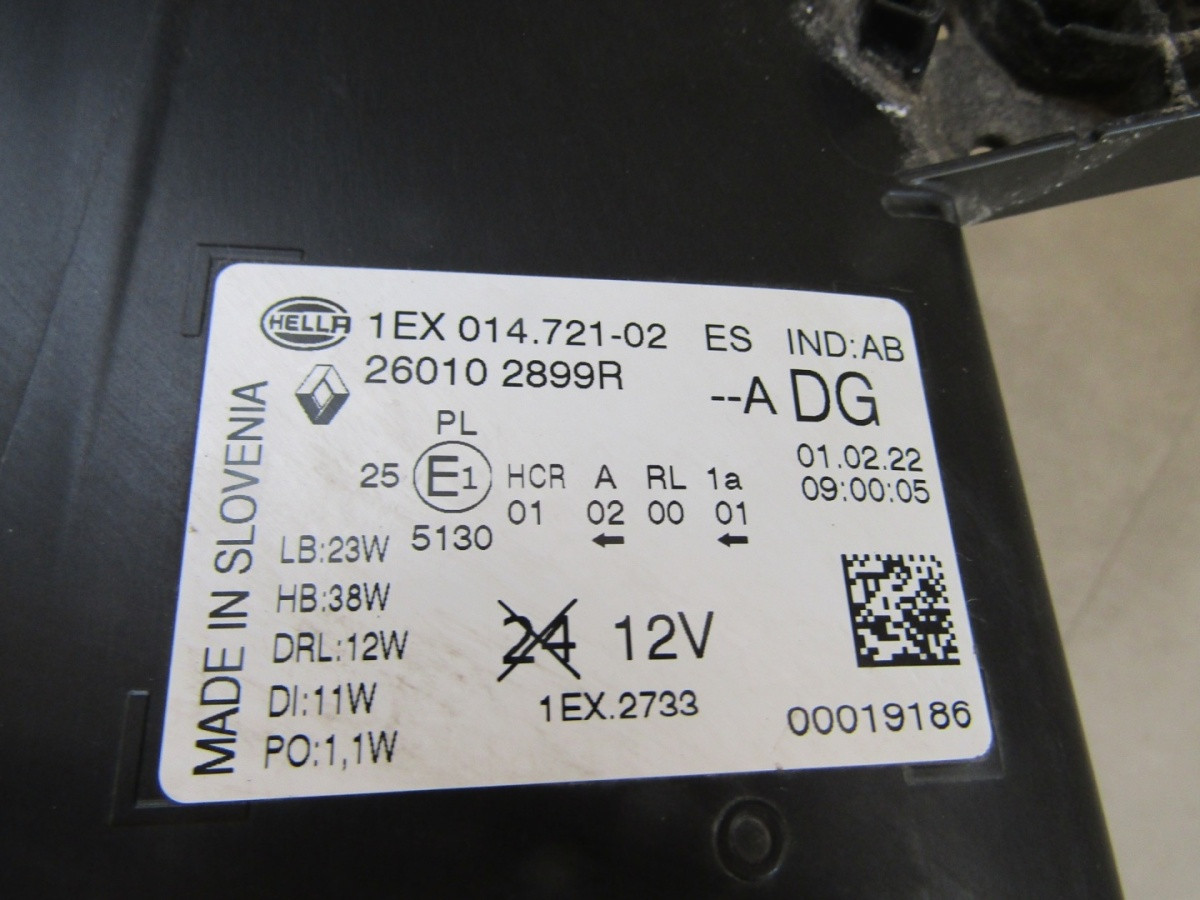 HELLA 1EX 014.721-02 ES IND:AB
26010 2899R
--A DG
PL
25 E1 HCR A RL 1a
01 02 00 01
5130 ← ←
01.02.22
09:00:05
LB:23W
HB:38W
DRL:12W
DI:11W
PO:1,1W
24 12V
1EX.2733
00019186
MADE IN SLOVENIA